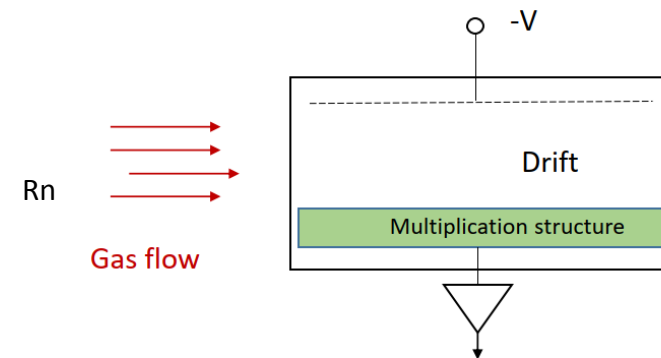 -V
Drift
Rn
Multiplication structure
Gas flow